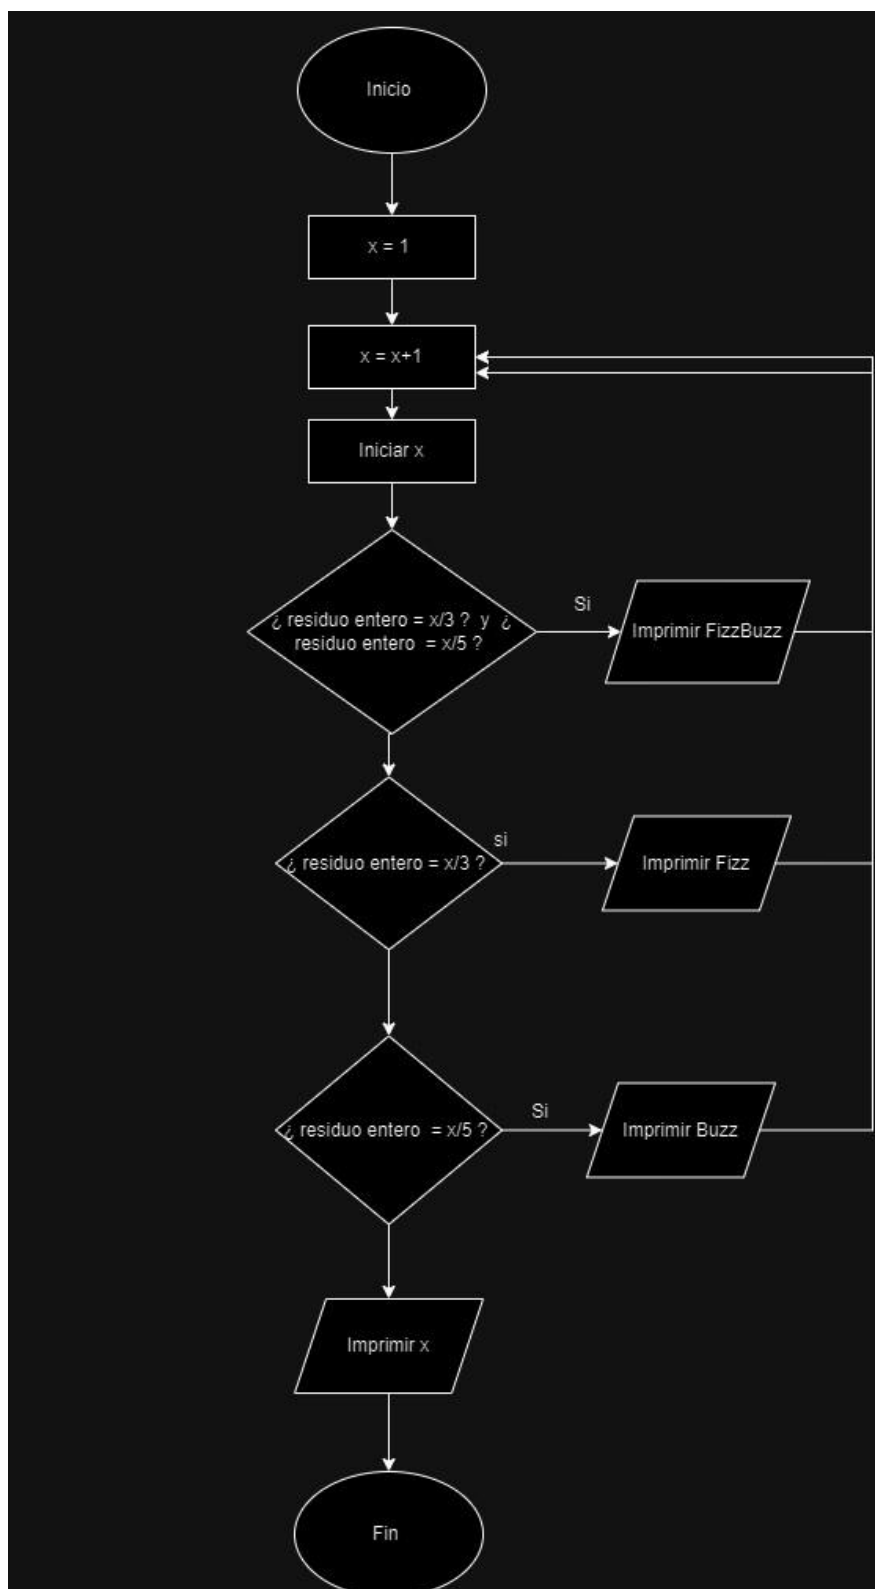 Inicio
x = 1
x = x+1
Iniciar x
¿ residuo entero = x/3 ? y ¿
residuo entero = x/5 ?
Si
Imprimir FizzBuzz
¿ residuo entero = x/3 ?
si
Imprimir Fizz
¿ residuo entero = x/5 ?
Si
Imprimir Buzz
Imprimir x
Fin